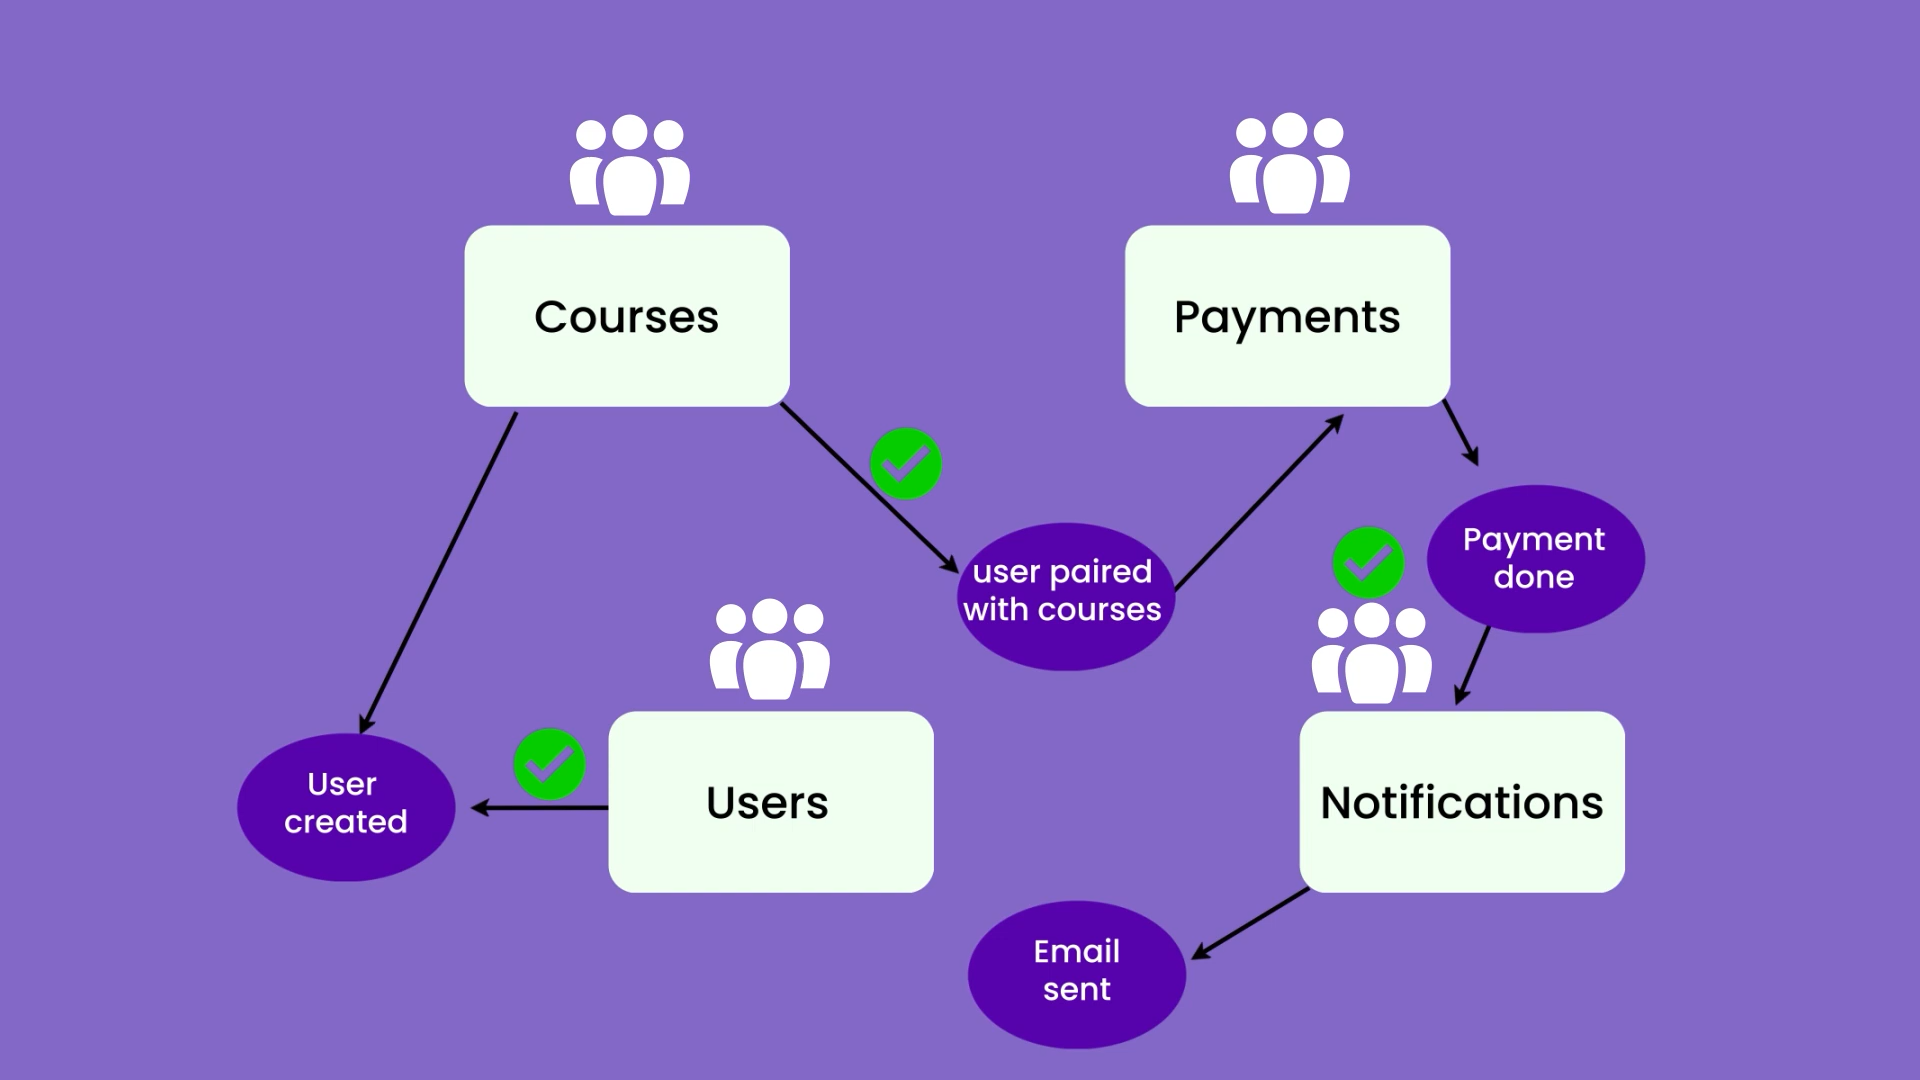 Courses
Payments
Payment
done
user paired
with courses
User
created
Users
Notifications
Email
sent